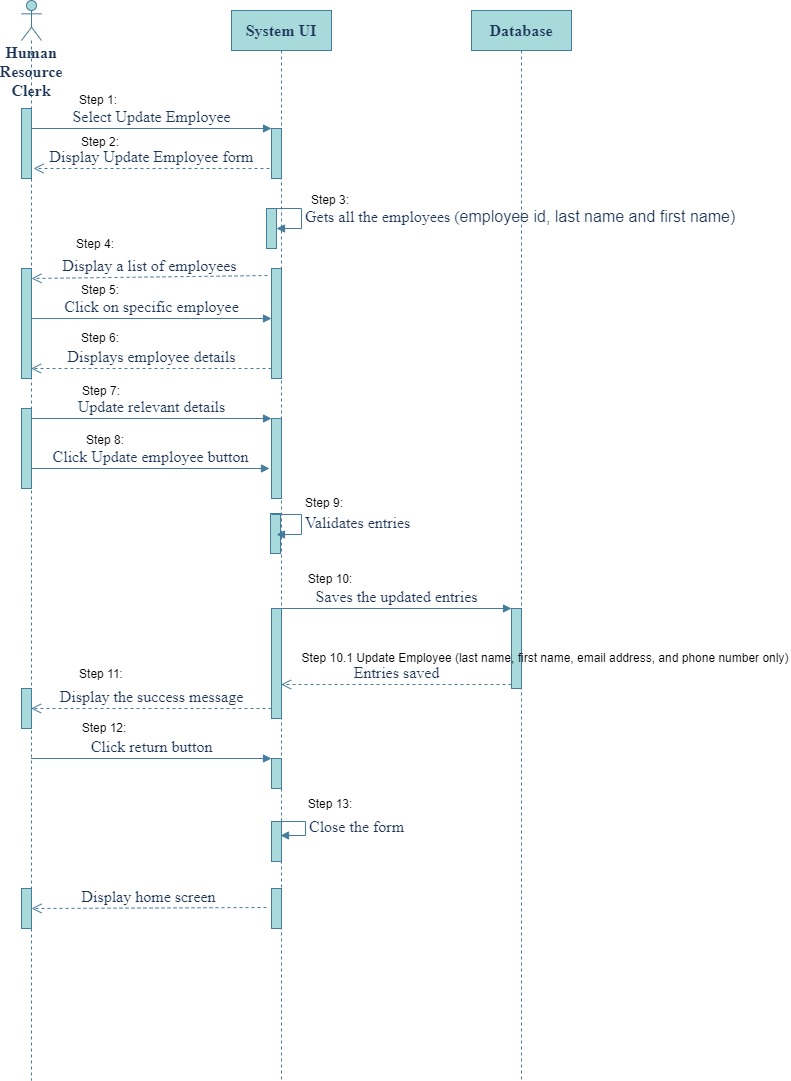 System UI
Database
Human
Resource
Clerk
Step 1:
Select Update Employee
Step 2:
Display Update Employee form
Step 3:
Gets all the employees (employee id, last name and first name)
Step 4:
Display a list of employees
Step 5:
Click on specific employee
Step 6:
Displays employee details
Step 7:
Update relevant details
Step 8:
Click Update employee button
Step 9:
Validates entries
Step 10:
Saves the updated entries
Step 10.1 Update Employee (last name, first name, email address, and phone number only)
Entries saved
Step 11:
Display the success message
Step 12:
Click return button
Step 13:
Close the form
Display home screen